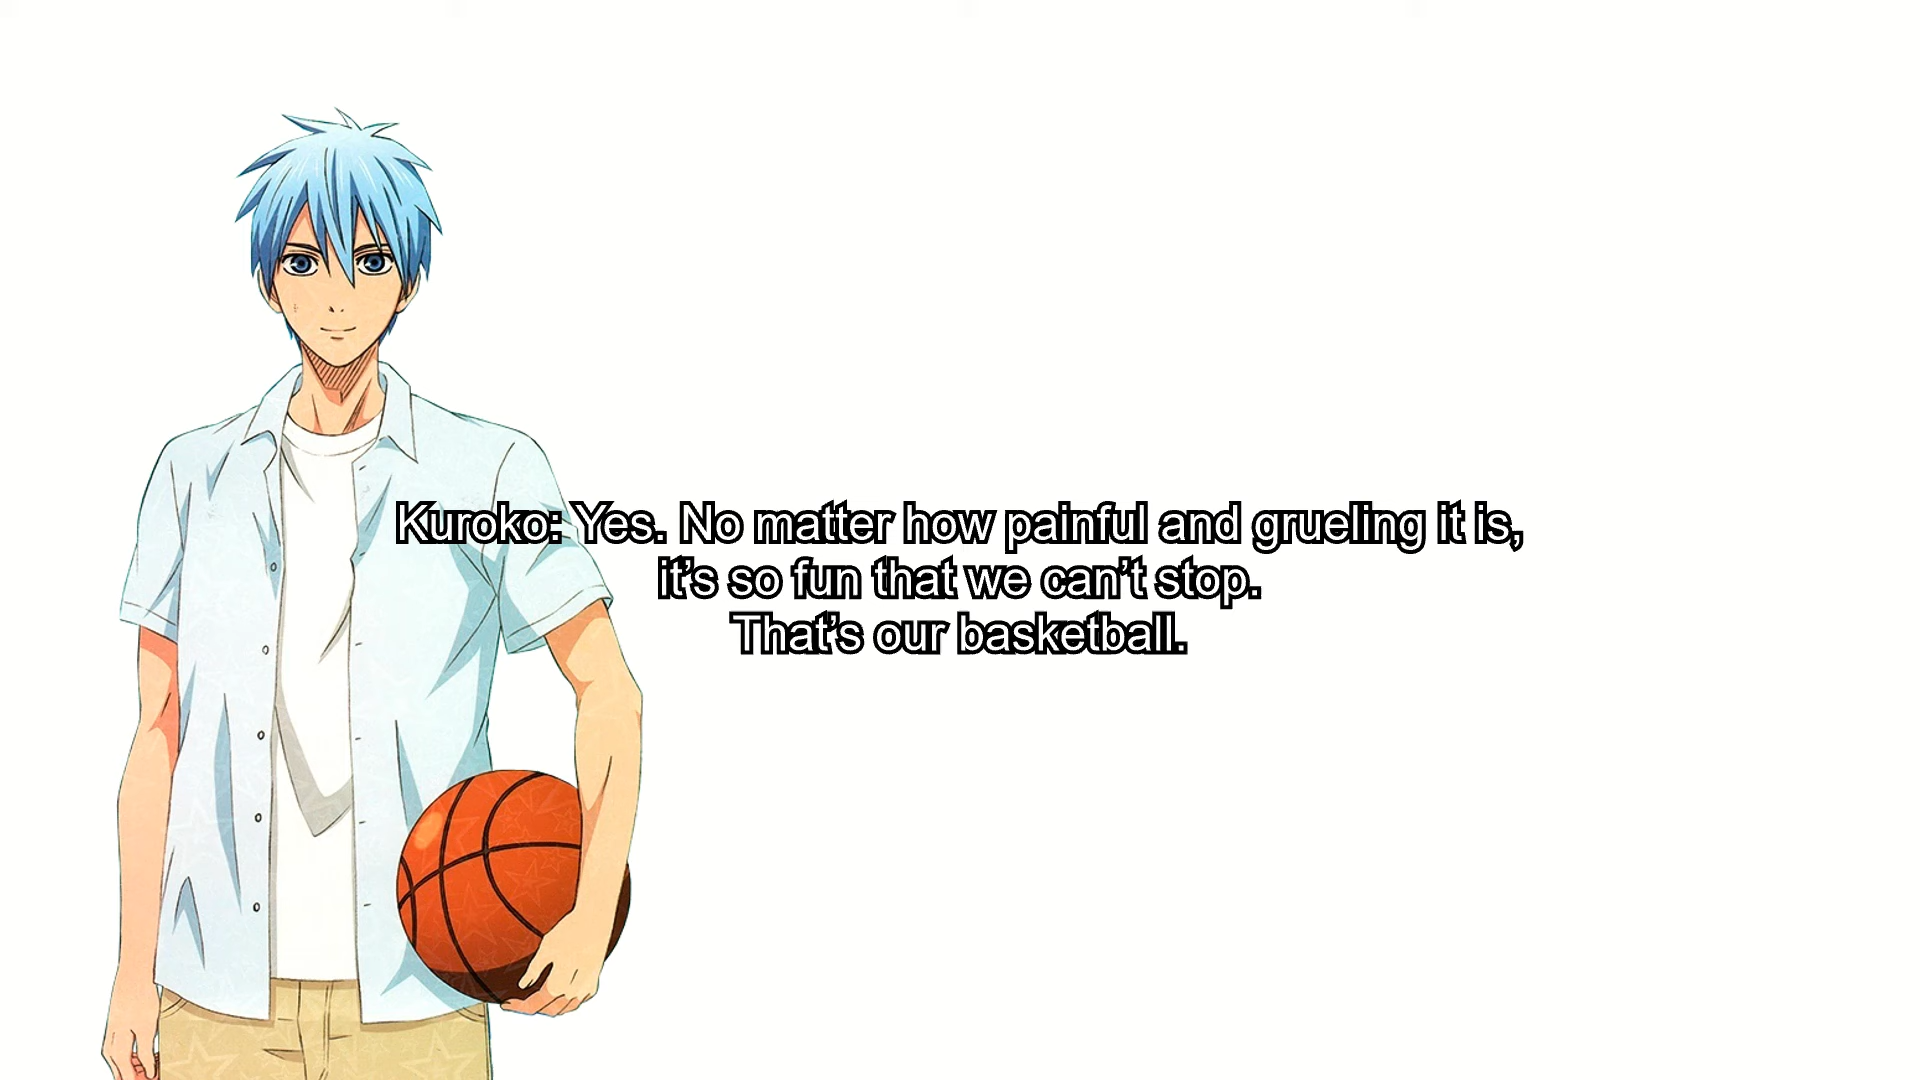 Kuroko: Yes. No matter how painful and grueling it is,
it’s so fun that we can’t stop.
That’s our basketball.